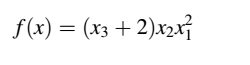 f(x) = (x₃ + 2)x₂x₁²